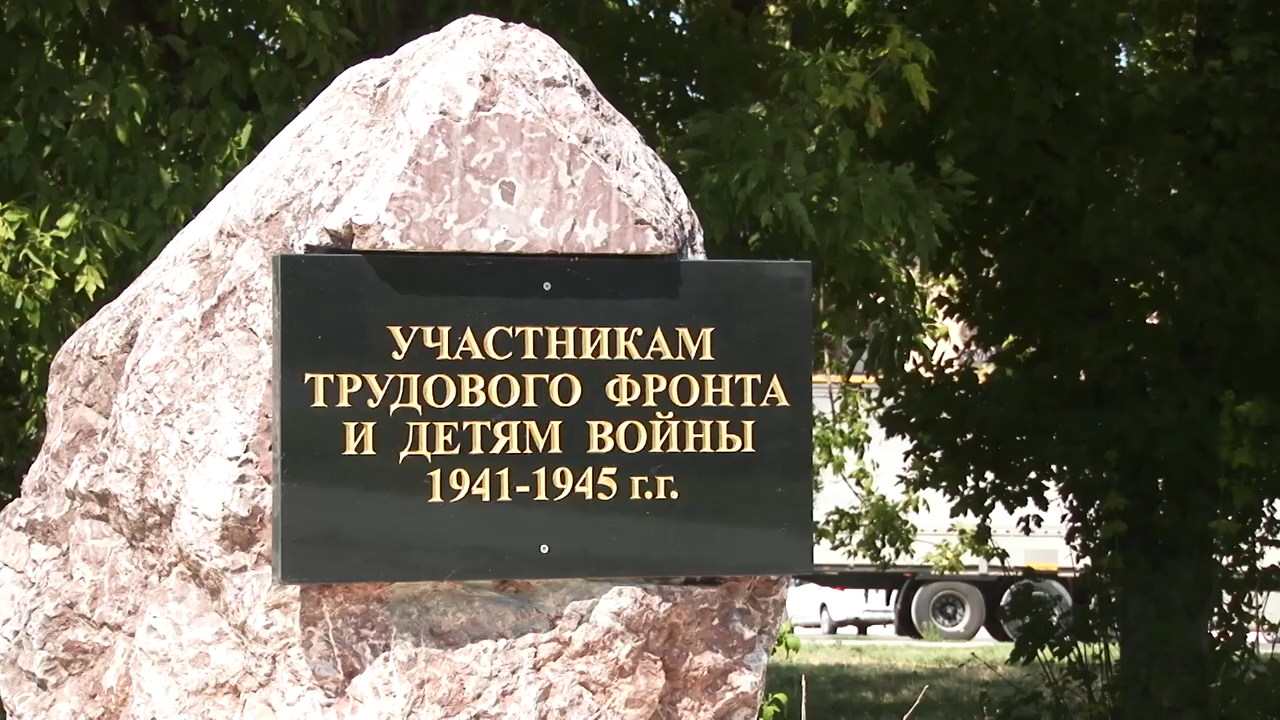 УЧАСТНИКАМ
ТРУДОВОГО ФРОНТА
И ДЕТЯМ ВОЙНЫ
1941-1945 г.г.